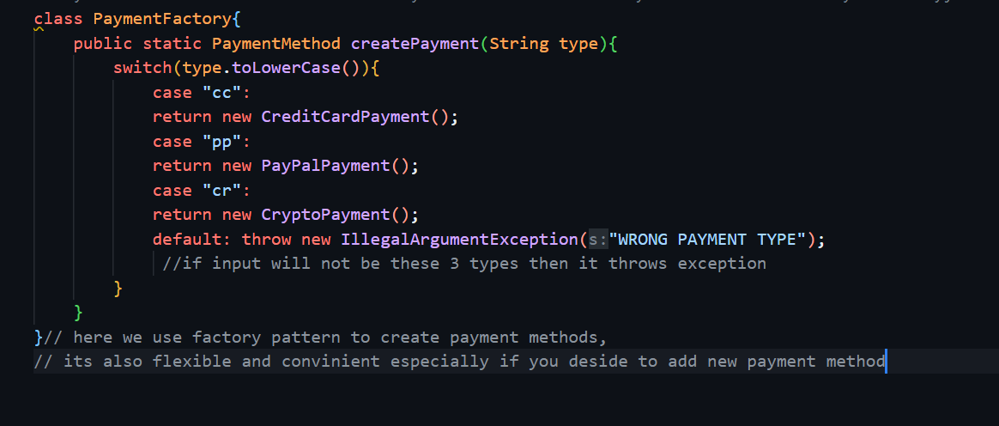 class PaymentFactory{
public static PaymentMethod createPayment(String type){
switch(type.toLowerCase()){
case "cc":
return new CreditCardPayment();
case "pp":
return new PayPalPayment();
case "cr":
return new CryptoPayment();
default: throw new IllegalArgumentException(s:"WRONG PAYMENT TYPE");
//if input will not be these 3 types then it throws exception
}
}
}// here we use factory pattern to create payment methods,
// its also flexible and convinient especially if you deside to add new payment method